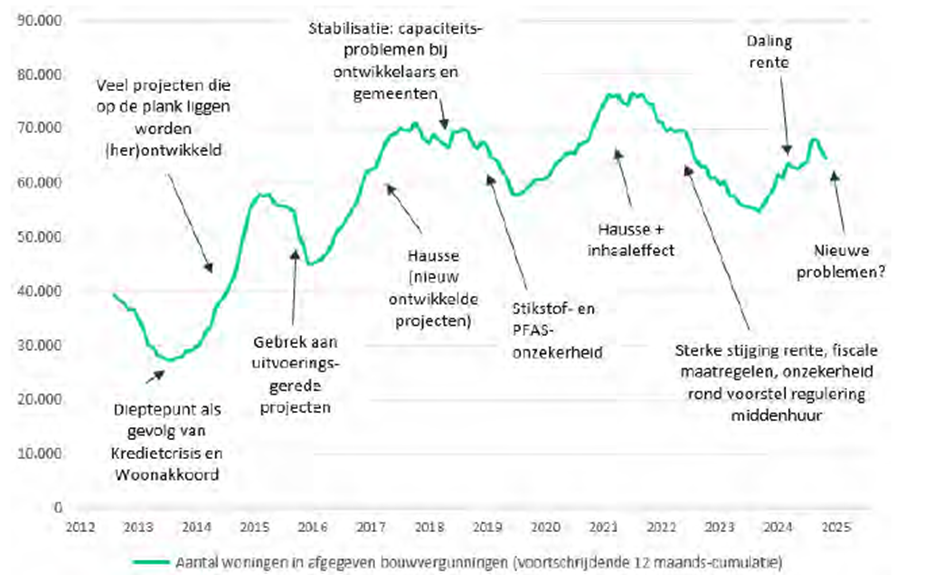 90.000
80.000
70.000
60.000
50.000
40.000
30.000
20.000
10.000
0
2012 2013 2014 2015 2016 2017 2018 2019 2020 2021 2022 2023 2024 2025
Veel projecten die
op de plank liggen
worden
(her)ontwikkeld
Stabilisatie: capaciteits-
problemen bij
ontwikkelaars en
gemeenten
Daling
rente
Dieptepunt als
gevolg van
Kredietcrisis en
Woonakkoord
Gebrek aan
uitvoerings-
gerede
projecten
Hausse
(nieuw
ontwikkelde
projecten)
Stikstof- en
PFAS-
onzekerheid
Hausse +
inhaaleffect
Sterke stijging rente, fiscale
maatregelen, onzekerheid
rond voorstel regulering
middenhuur
Nieuwe
problemen?
Aantal woningen in afgegeven bouwvergunningen (voortschrijdende 12 maands-cumulatie)